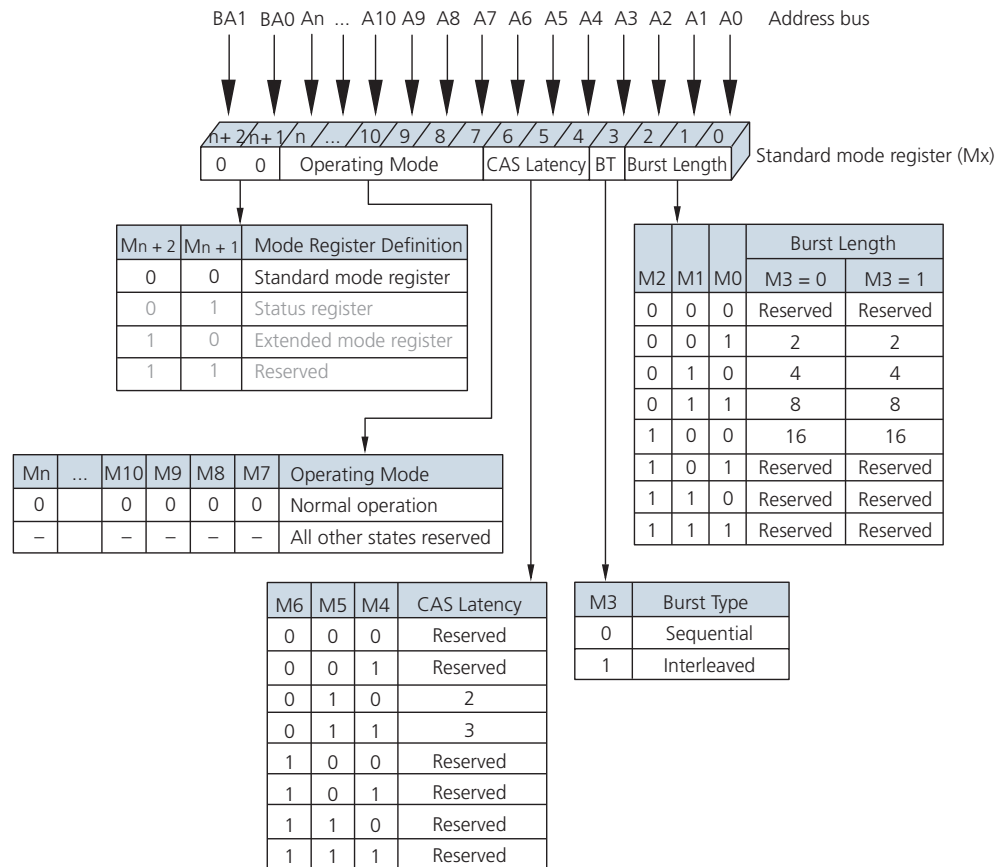 BA1 BA0 An ... A10 A9 A8 A7 A6 A5 A4 A3 A2 A1 A0 Address bus
n+ 2 n+ 1 n ... 10 9 8 7 6 5 4 3 2 1 0
0 0 Operating Mode CAS Latency BT Burst Length Standard mode register (Mx)
Mn + 2 Mn + 1 Mode Register Definition
0 0 Standard mode register
0 1 Status register
1 0 Extended mode register
1 1 Reserved
Burst Length
M2 M1 M0 M3 = 0 M3 = 1
0 0 0 Reserved Reserved
0 0 1 2 2
0 1 0 4 4
0 1 1 8 8
1 0 0 16 16
1 0 1 Reserved Reserved
1 1 0 Reserved Reserved
1 1 1 Reserved Reserved
Mn ... M10 M9 M8 M7 Operating Mode
0 0 0 0 0 Normal operation
– – – – – All other states reserved
M6 M5 M4 CAS Latency
0 0 0 Reserved
0 0 1 Reserved
0 1 0 2
0 1 1 3
1 0 0 Reserved
1 0 1 Reserved
1 1 0 Reserved
1 1 1 Reserved
M3 Burst Type
0 Sequential
1 Interleaved